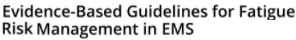 Evidence-Based Guidelines for Fatigue
Risk Management in EMS